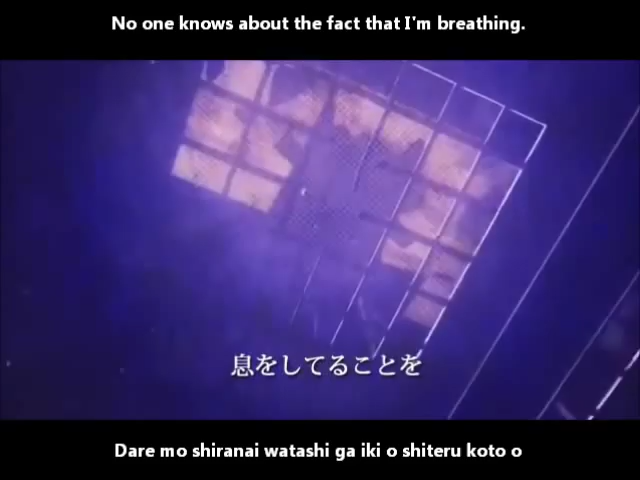 No one knows about the fact that I'm breathing.
息をしてることを
Dare mo shiranai watashi ga iki o shiteru koto o